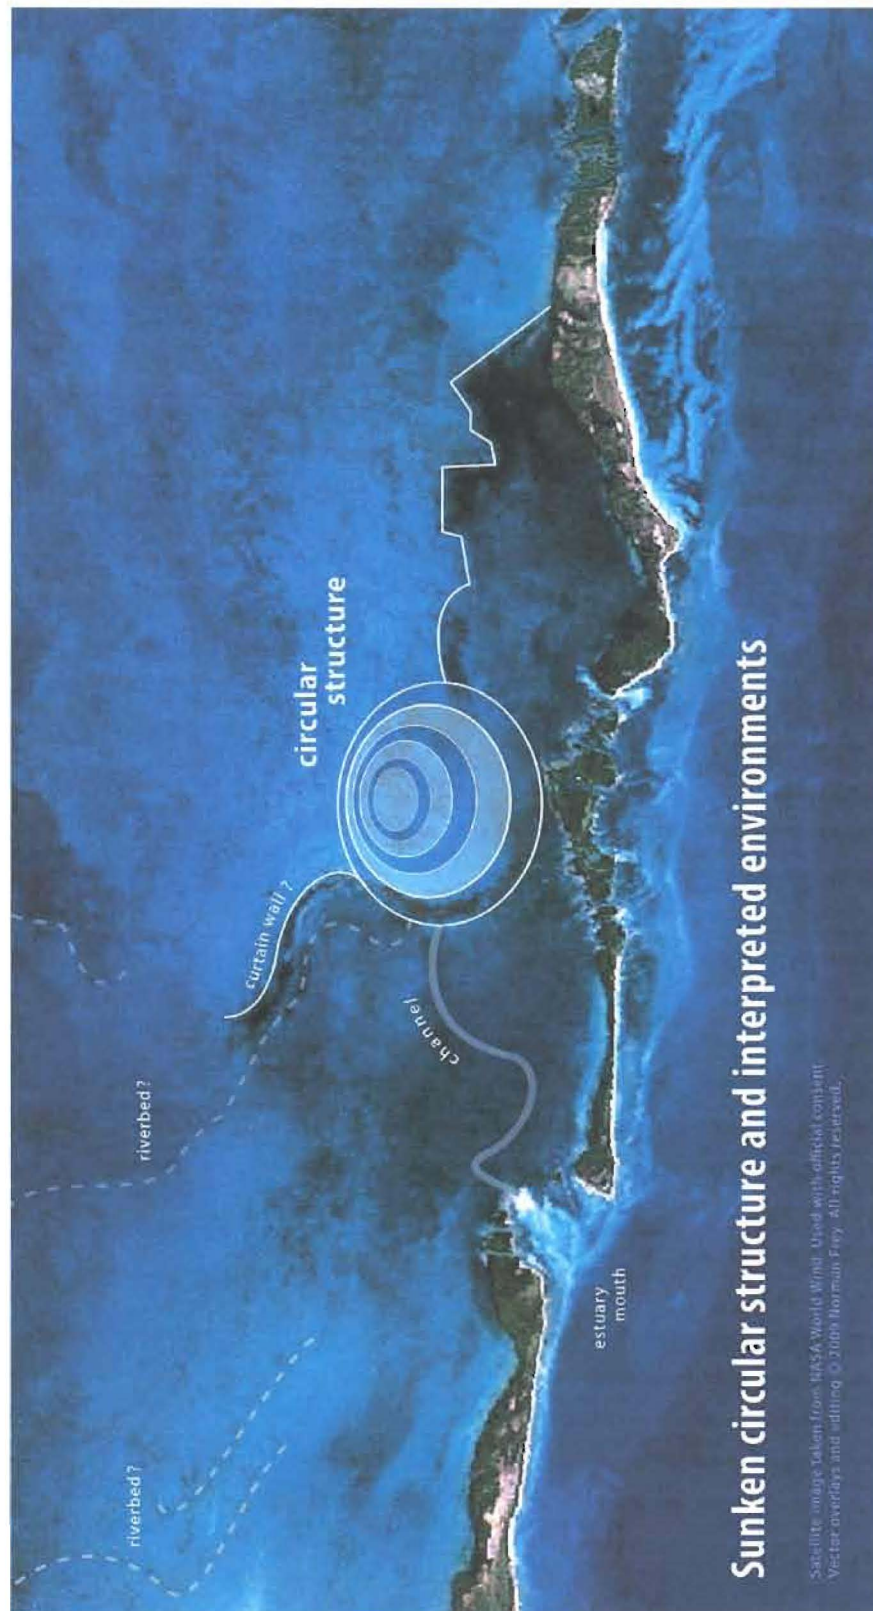 riverbed?
riverbed?
curtain wall?
circular
structure
channel
estuary
mouth
Sunken circular structure and interpreted environments
Satellite image taken from NASA World Wind. Used with official consent
Vector overlays and editing © 2009 Norman Frey. All rights reserved.